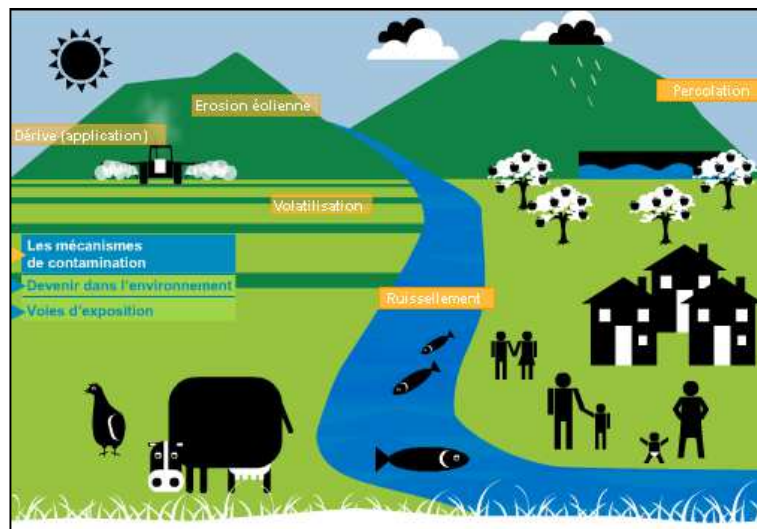 Erosion éolienne
Percolation
Dérive (application)
Volatilisation
Les mécanismes
de contamination
Devenir dans l'environnement
Voies d'exposition
Ruissellement